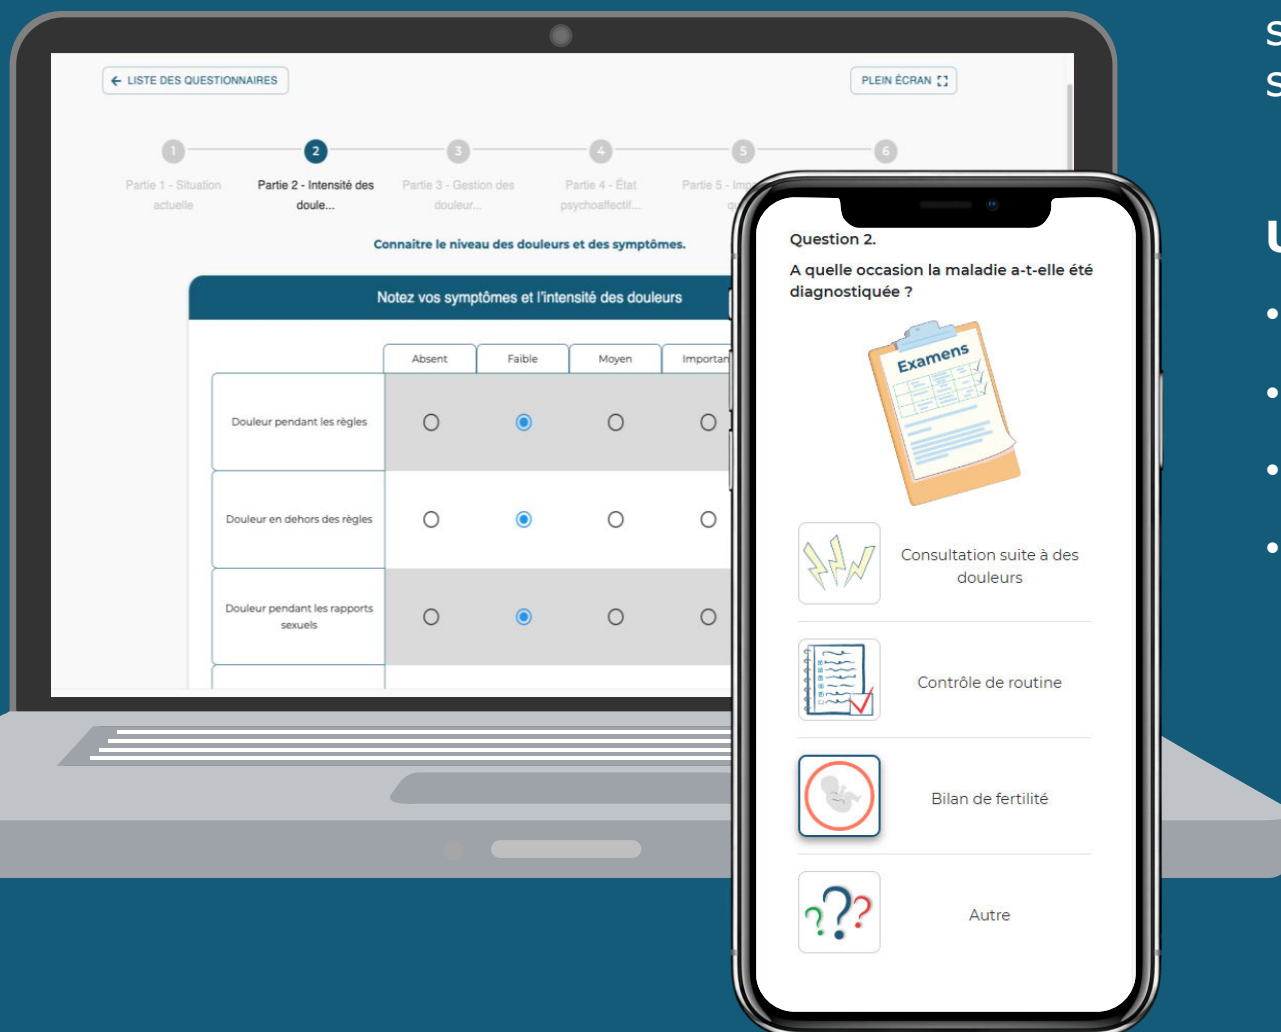 ← LISTE DES QUESTIONNAIRES
PLEIN ÉCRAN
1
2
3
4
5
6
Partie 1 - Situation
actuelle
Partie 2 - Intensité des
doule...
Partie 3 - Gestion des
douleur...
Partie 4 - État
psychoaffectif...
Partie 5 -
Connaitre le niveau des douleurs et des symptômes.
Notez vos symptômes et l'intensité des douleurs
Absent
Faible
Moyen
Importan
Douleur pendant les règles
Douleur en dehors des règles
Douleur pendant les rapports
sexuels
Question 2.
A quelle occasion la maladie a-t-elle été
diagnostiquée ?
Examens
Consultation suite à des
douleurs
Contrôle de routine
Bilan de fertilité
Autre